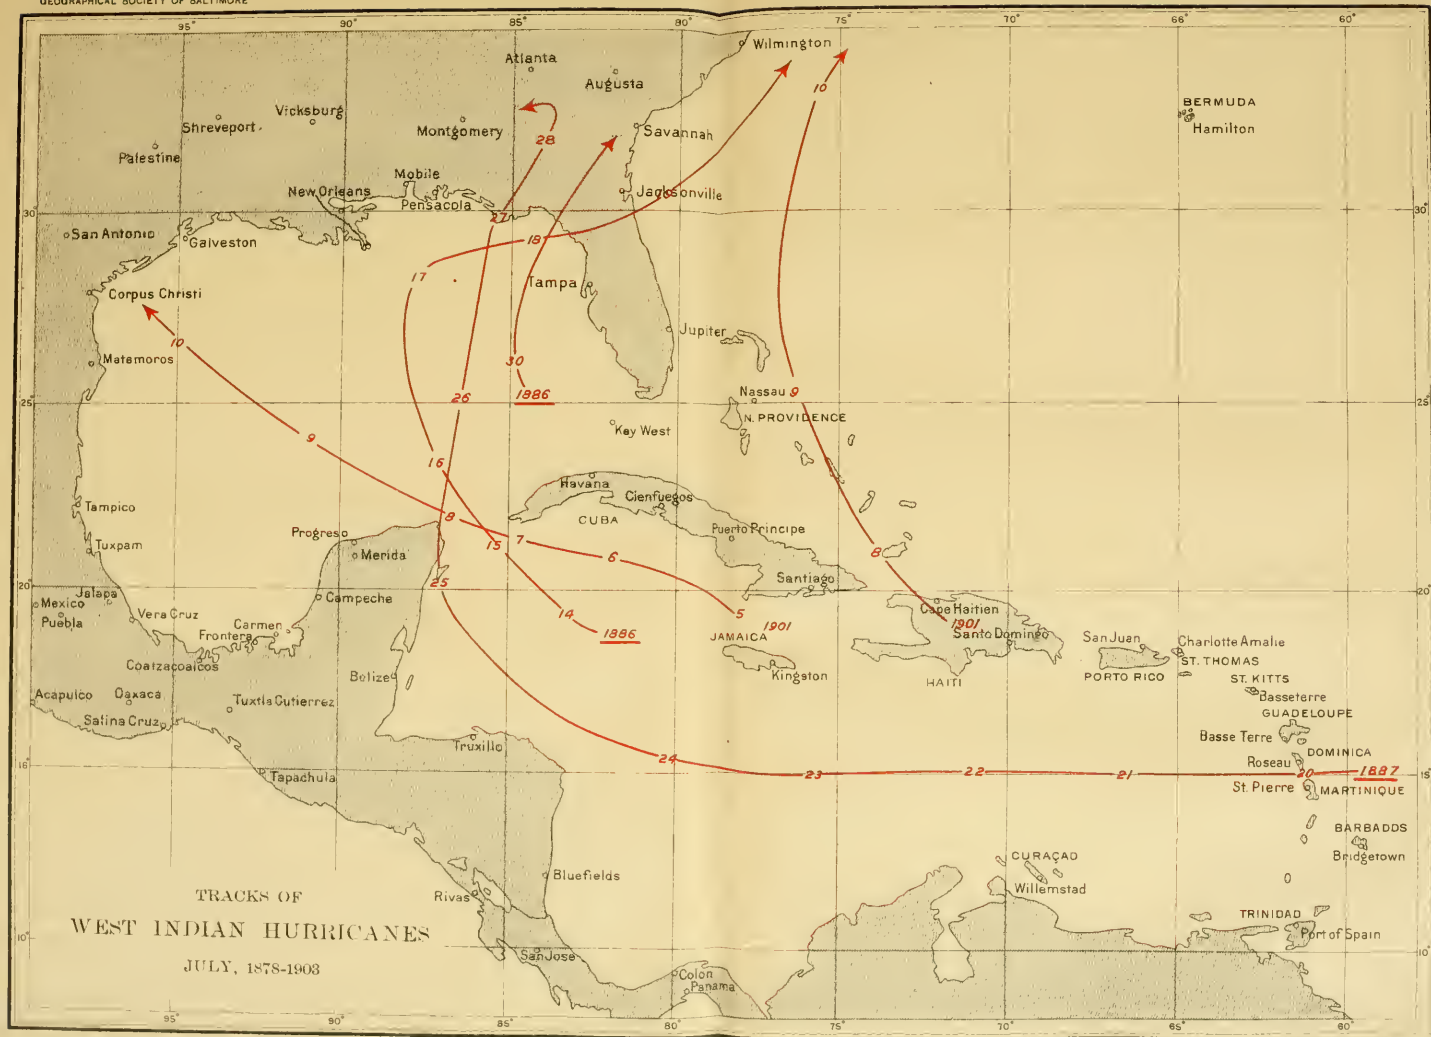 GEOGRAPHICAL SOCIETY OF BALTIMORE
95° 90° 85° 80° 75° 70° 65° 60°
Wilmington
Atlanta
Augusta
10
BERMUDA
Hamilton
Vicksburg
Shreveport
Montgomery
28
Savannah
Palestine
Mobile
New Orleans
Pensacola
Jacksonville
27
30° 30°
San Antonio
Galveston
18
17
Tampa
Corpus Christi
Jupiter
10
Matamoros
30
1886
26
Nassau
9
25° 25°
N. PROVIDENCE
Key West
9
16
Havana
Cienfuegos
Tampico
8
CUBA
Puerto Principe
Progreso
7
15
6
8
Tuxpam
Merida
25
Santiago
20° 20°
Jalapa
Mexico
Campeche
Puebla
Vera Cruz
14
5
1901
Cape Haitien
1901
Carmen
Frontera
1886
JAMAICA
Santo Domingo
San Juan
Charlotte Amalie
Coatzacoalcos
ST. THOMAS
Kingston
HAITI
PORTO RICO
ST. KITTS
Belize
Basseterre
Acapulco
Oaxaca
Tuxtla Gutierrez
GUADELOUPE
Salina Cruz
Truxillo
Basse Terre
24
DOMINICA
Roseau
15° 15°
Tapachula
23 22 21 20 1887
St. Pierre
MARTINIQUE
BARBADOS
Bridgetown
CURAÇAO
Bluefields
Willemstad
Rivas
TRINIDAD
Port of Spain
10° 10°
San Jose
Colon
Panama
TRACKS OF
WEST INDIAN HURRICANES
JULY, 1878-1903
95° 90° 85° 80° 75° 70° 65° 60°